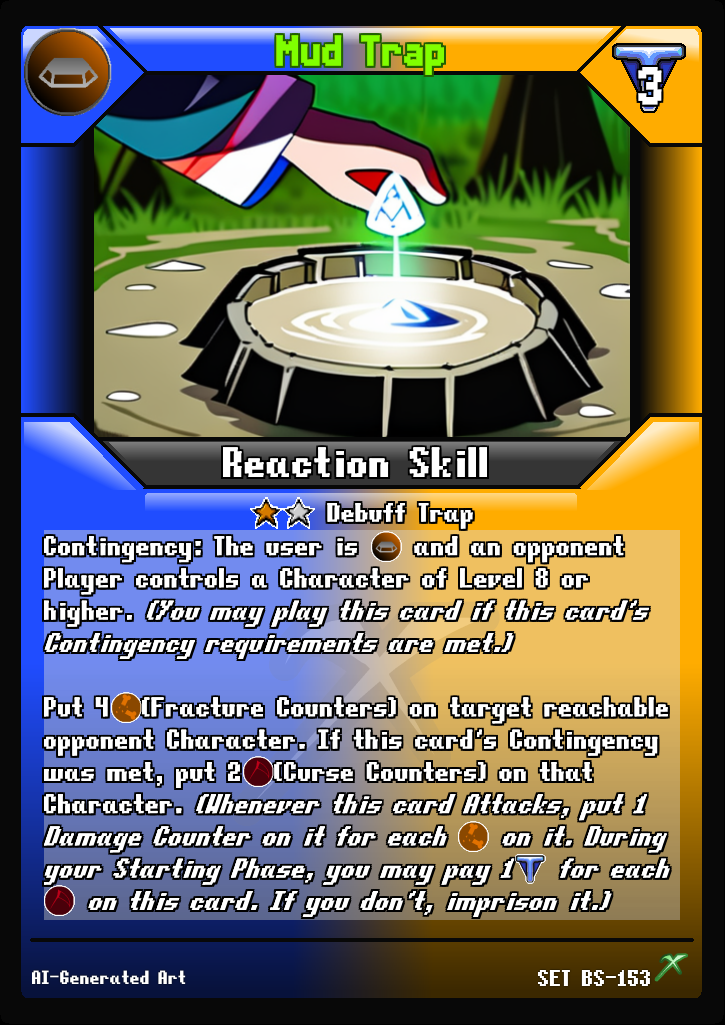 Mud Trap
3
Reaction Skill
Debuff Trap
Contingency: The user is and an opponent
Player controls a Character of Level 8 or
higher. (You may play this card if this card's
Contingency requirements are met.)
Put 4 (Fracture Counters) on target reachable
opponent Character. If this card's Contingency
was met, put 2 (Curse Counters) on that
Character. (Whenever this card Attacks, put 1
Damage Counter on it for each on it. During
your Starting Phase, you may pay 1 for each
on this card. If you don't, imprison it.)
AI-Generated Art
SET BS-153